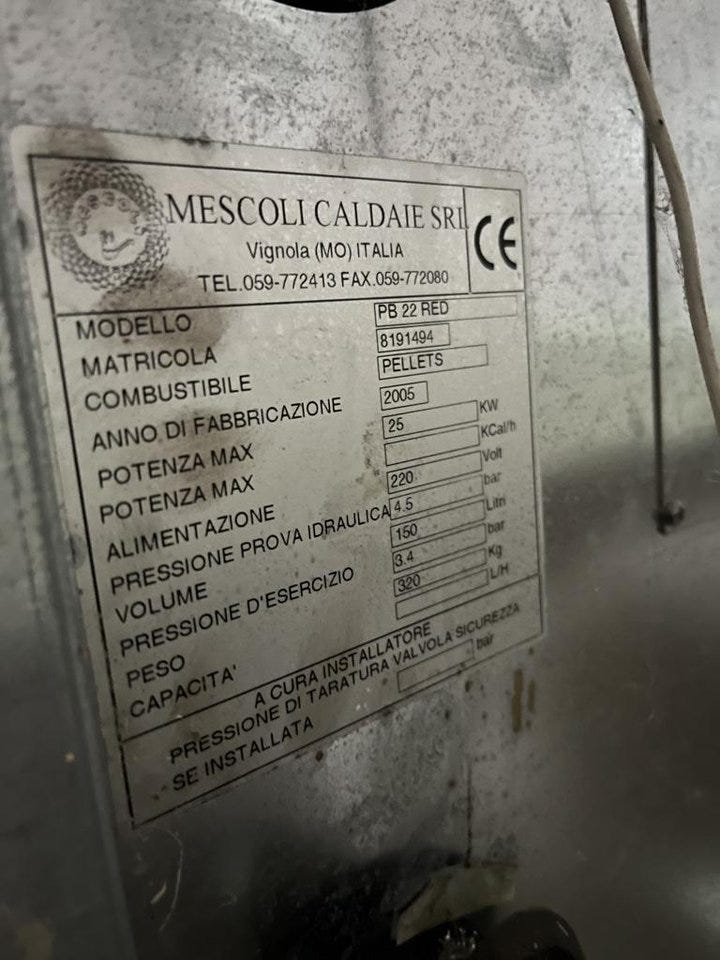 MESCOLI CALDAIE SRL
CE
Vignola (MO) ITALIA
TEL.059-772413 FAX.059-772080
MODELLO PB 22 RED
MATRICOLA 8191494
COMBUSTIBILE PELLETS
ANNO DI FABBRICAZIONE 2005
POTENZA MAX 25 KW
POTENZA MAX KCal/h
ALIMENTAZIONE 220 Volt
PRESSIONE PROVA IDRAULICA 4.5 bar
VOLUME 150 Litri
PRESSIONE D'ESERCIZIO 3.4 bar
PESO 320 Kg
CAPACITA' L/H
A CURA INSTALLATORE
PRESSIONE DI TARATURA VALVOLA SICUREZZA
SE INSTALLATA bar